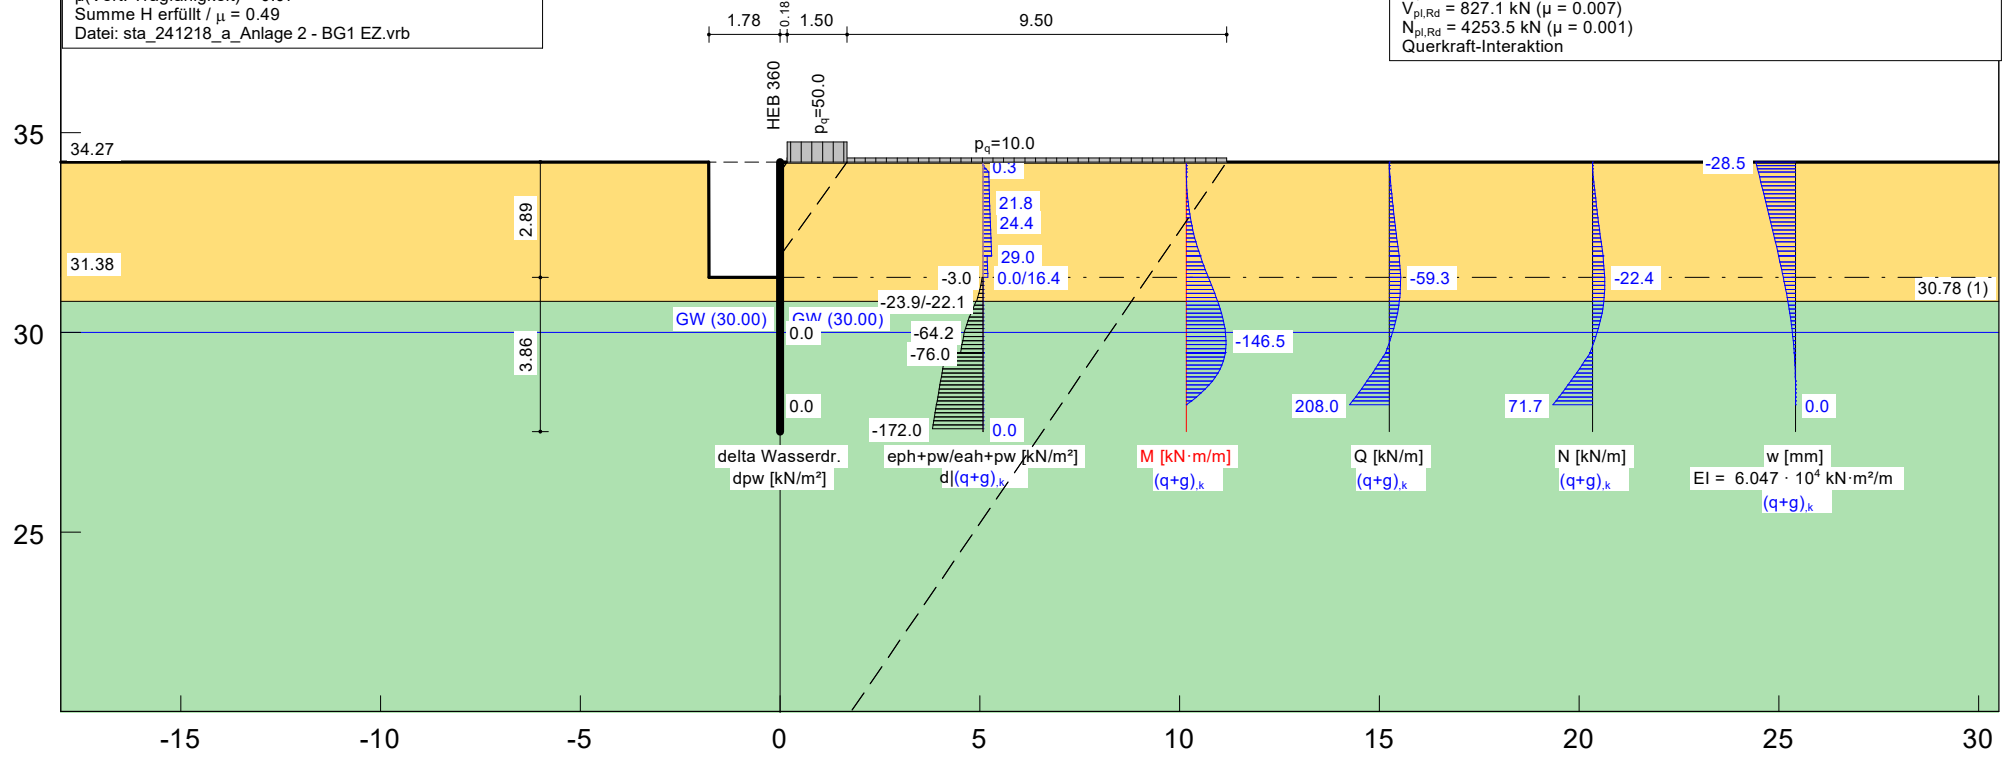 Summe H erfüllt / μ = 0.49
Datei: sta_241218_a_Anlage 2 - BG1 EZ.vrb
V_pl,Rd = 827.1 kN (μ = 0.007)
N_pl,Rd = 4253.5 kN (μ = 0.001)
Querkraft-Interaktion
1.78
0.18
1.50
9.50
HEB 360
p_q=50.0
p_q=10.0
35
34.27
31.38
30
25
2.89
3.86
GW (30.00)
GW (30.00)
30.78 (1)
0.0
0.0
delta Wasserdr.
dpw [kN/m²]
0.3
21.8
24.4
29.0
-3.0
0.0/16.4
-23.9/-22.1
-64.2
-76.0
-172.0
0.0
eph+pw/eah+pw [kN/m²]
d|(q+g),k
-146.5
M [kN·m/m]
(q+g),k
-59.3
208.0
Q [kN/m]
(q+g),k
-22.4
71.7
N [kN/m]
(q+g),k
-28.5
0.0
w [mm]
EI = 6.047 · 10⁴ kN·m²/m
(q+g),k
-15
-10
-5
0
5
10
15
20
25
30